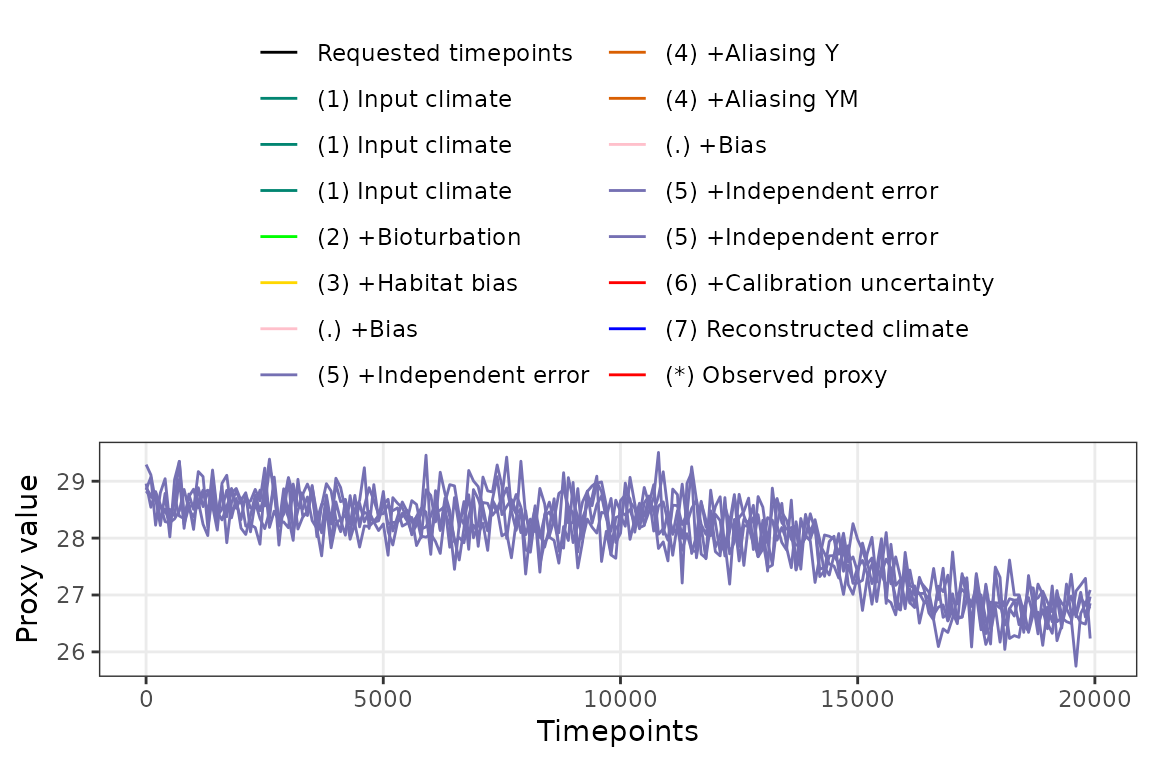 Requested timepoints
(1) Input climate
(1) Input climate
(1) Input climate
(2) +Bioturbation
(3) +Habitat bias
(.) +Bias
(5) +Independent error
(4) +Aliasing Y
(4) +Aliasing YM
(.) +Bias
(5) +Independent error
(5) +Independent error
(6) +Calibration uncertainty
(7) Reconstructed climate
(*) Observed proxy
Proxy value
29
28
27
26
0 5000 10000 15000 20000
Timepoints